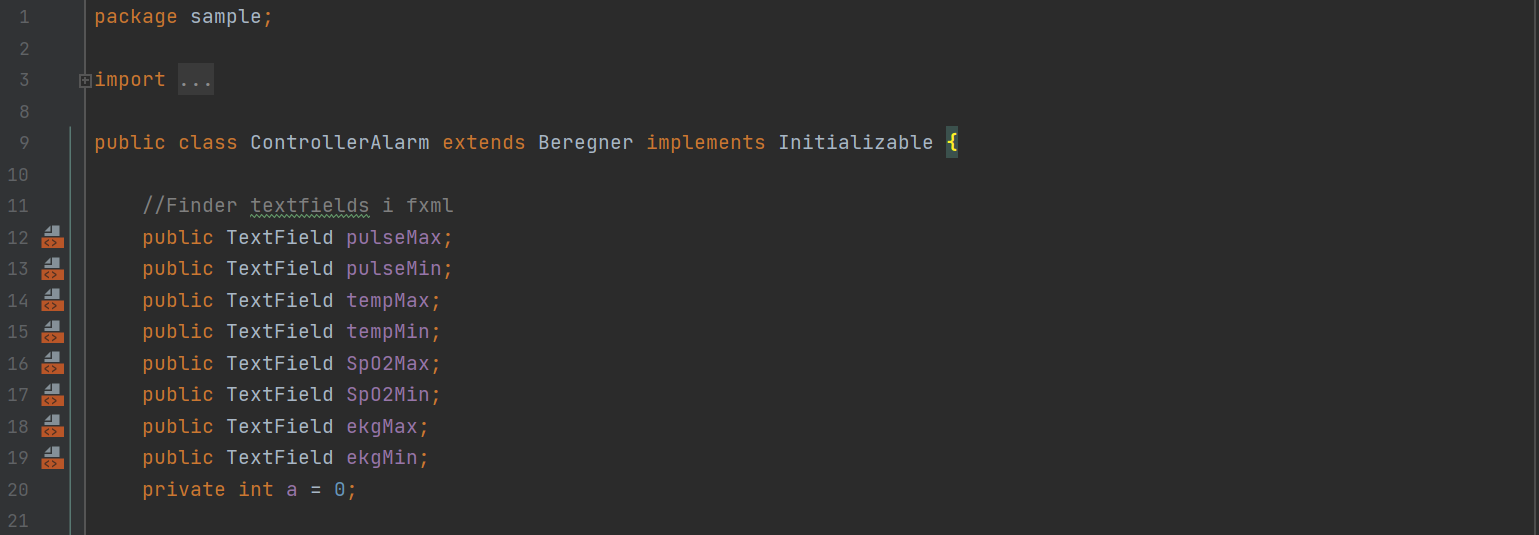 1 package sample;
2
3 import ...
8
9 public class ControllerAlarm extends Beregner implements Initializable {
10
11 //Finder textfields i fxml
12 public TextField pulseMax;
13 public TextField pulseMin;
14 public TextField tempMax;
15 public TextField tempMin;
16 public TextField SpO2Max;
17 public TextField SpO2Min;
18 public TextField ekgMax;
19 public TextField ekgMin;
20 private int a = 0;
21